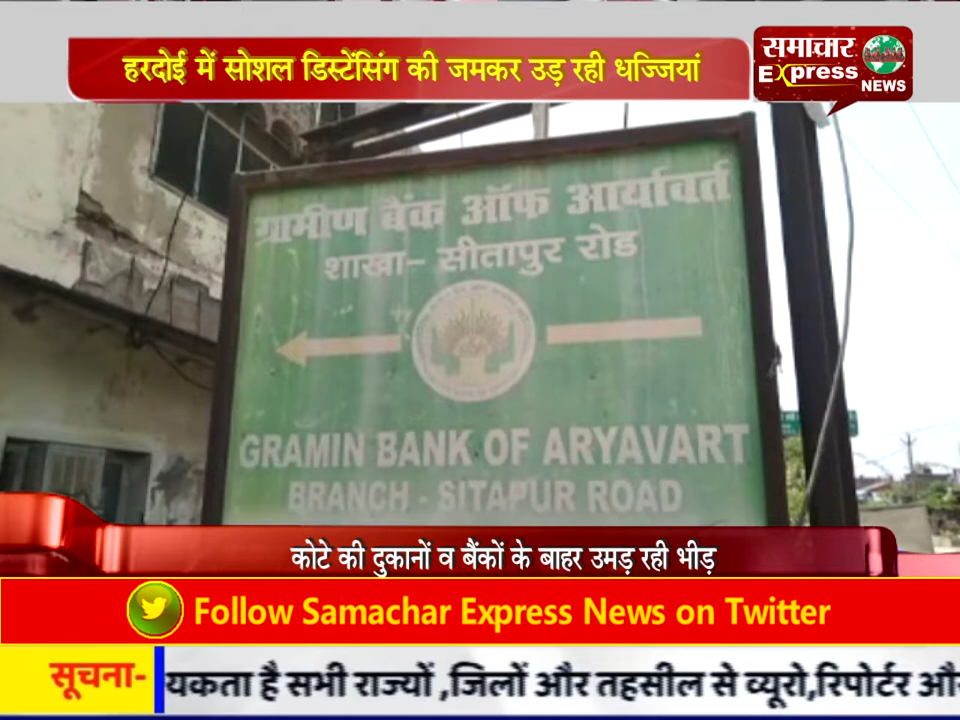 हरदोई में सोशल डिस्टेंसिंग की जमकर उड़ रही धज्जियां
समाचार
Express
NEWS
ग्रामीण बैंक ऑफ आर्यावर्त
शाखा- सीतापुर रोड
GRAMIN BANK OF ARYAVART
BRANCH - SITAPUR ROAD
कोटे की दुकानों व बैंकों के बाहर उमड़ रही भीड़
Follow Samachar Express News on Twitter
सूचना- यकता है सभी राज्यों ,जिलों और तहसील से व्यूरो,रिपोर्टर और